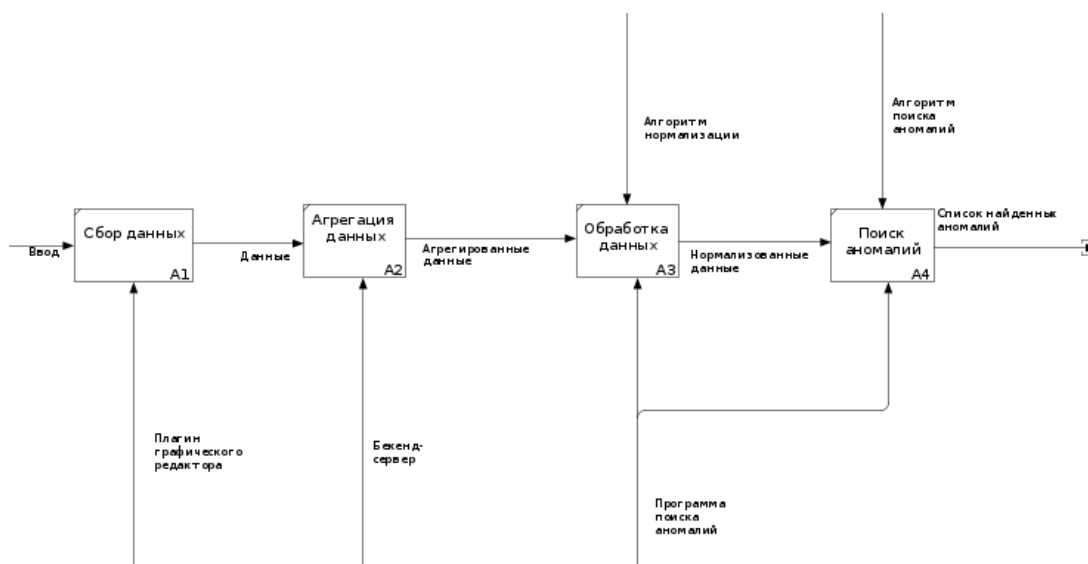 Алгоритм
нормализации
Алгоритм
поиска
аномалий
Ввод
Сбор данных
A1
Данные
Агрегация
данных
A2
Агрегированные
данные
Обработка
данных
A3
Нормализованные
данные
Поиск
аномалий
A4
Список найденных
аномалий
Плагин
графического
редактора
Бекенд-
сервер
Программа
поиска
аномалий